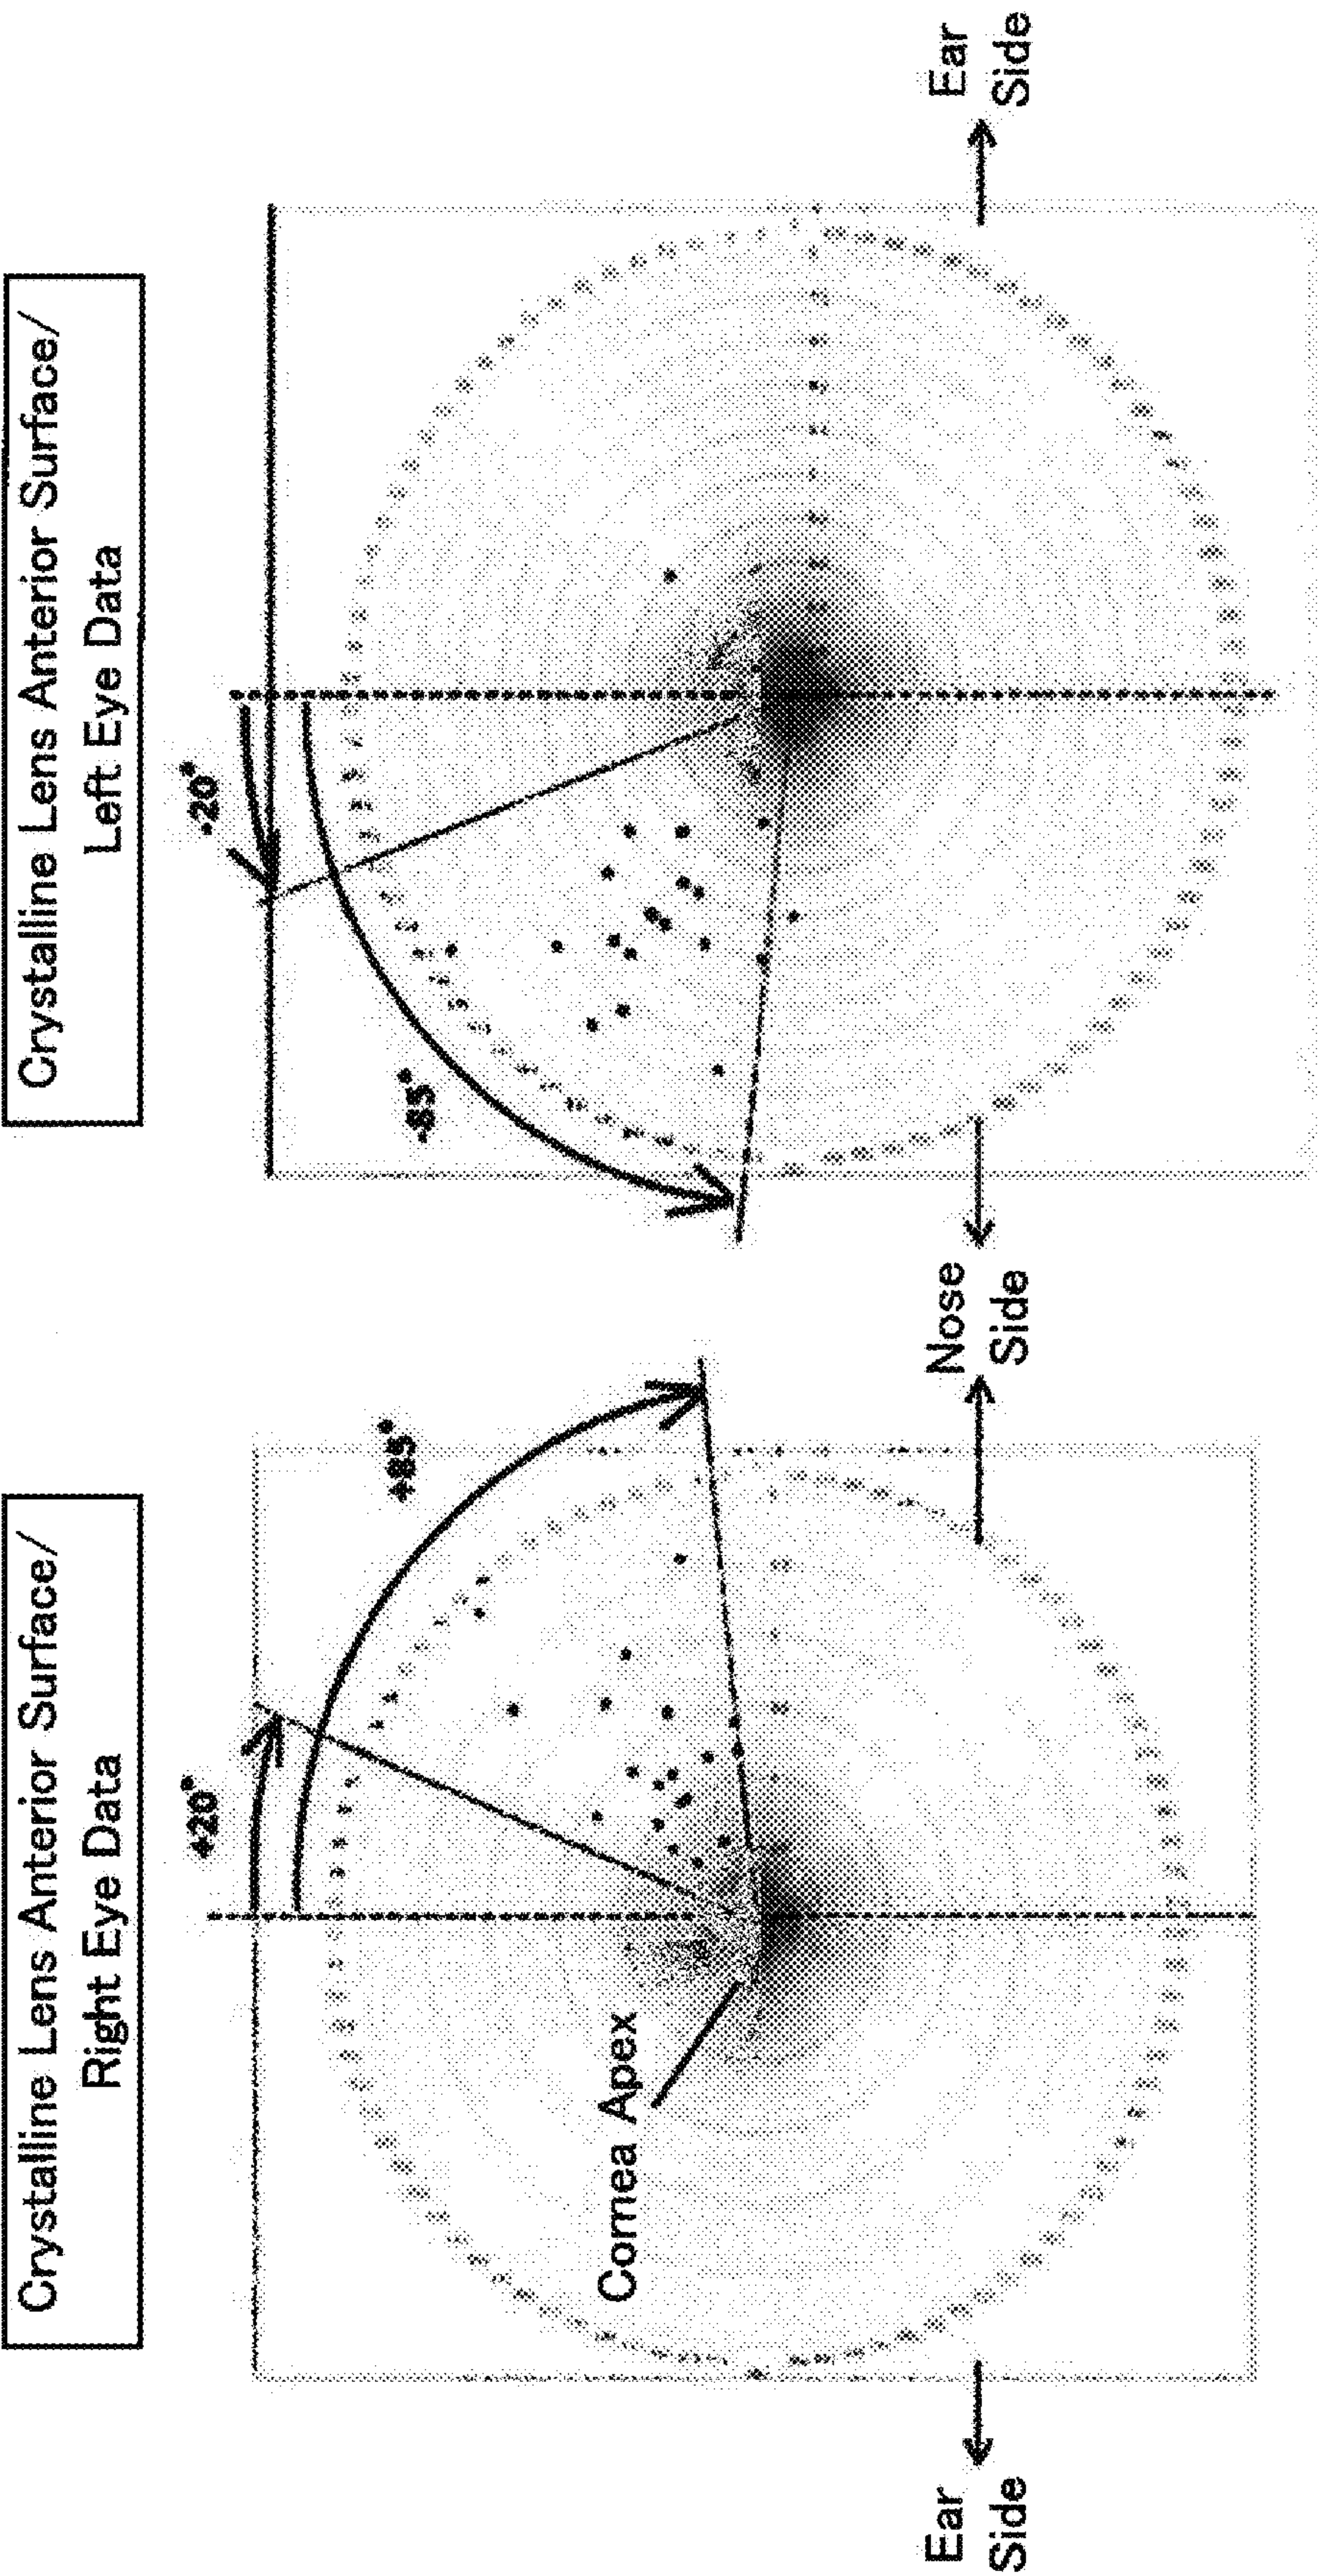 Crystalline Lens Anterior Surface/
Right Eye Data
+20°
+85°
Cornea Apex
Ear
Side
Nose
Side
Crystalline Lens Anterior Surface/
Left Eye Data
-20°
-85°
Ear
Side